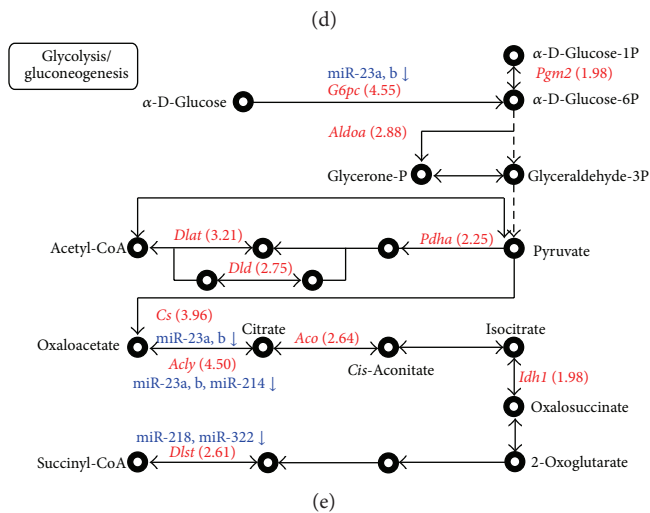 (d)
Glycolysis/
gluconeogenesis
α-D-Glucose-1P
miR-23a, b ↓
Pgm2 (1.98)
G6pc (4.55)
α-D-Glucose
α-D-Glucose-6P
Aldoa (2.88)
Glycerone-P
Glyceraldehyde-3P
Acetyl-CoA
Dlat (3.21)
Pdha (2.25)
Pyruvate
Dld (2.75)
Cs (3.96)
Oxaloacetate
miR-23a, b ↓
Citrate
Aco (2.64)
Isocitrate
Acly (4.50)
Cis-Aconitate
Idh1 (1.98)
miR-23a, b, miR-214 ↓
Oxalosuccinate
miR-218, miR-322 ↓
Succinyl-CoA
Dlst (2.61)
2-Oxoglutarate
(e)